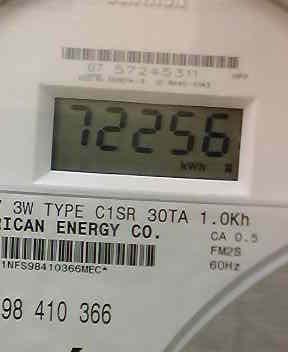 07 57245311
72256
kWh
3W TYPE C1SR 30TA 1.0Kh
RICAN ENERGY CO.
CA 0.5
FM2S
60Hz
1NFS98410366MEC*
98 410 366